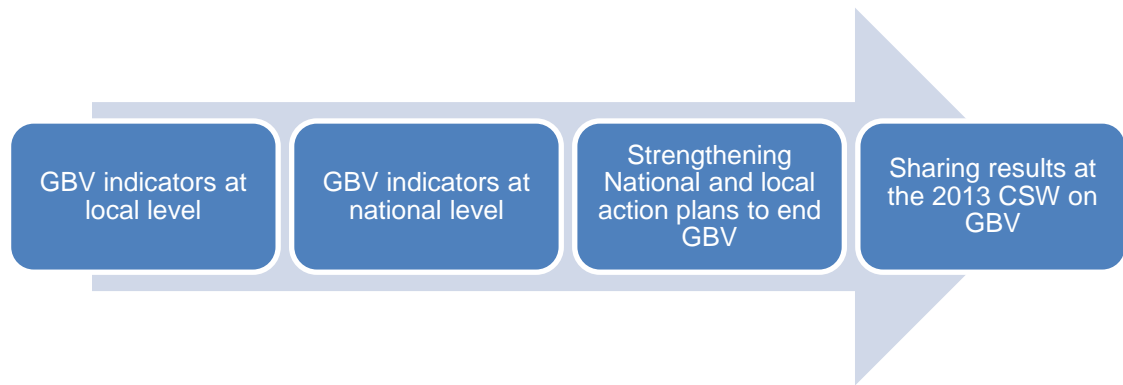 GBV indicators at
local level
GBV indicators at
national level
Strengthening
National and local
action plans to end
GBV
Sharing results at
the 2013 CSW on
GBV